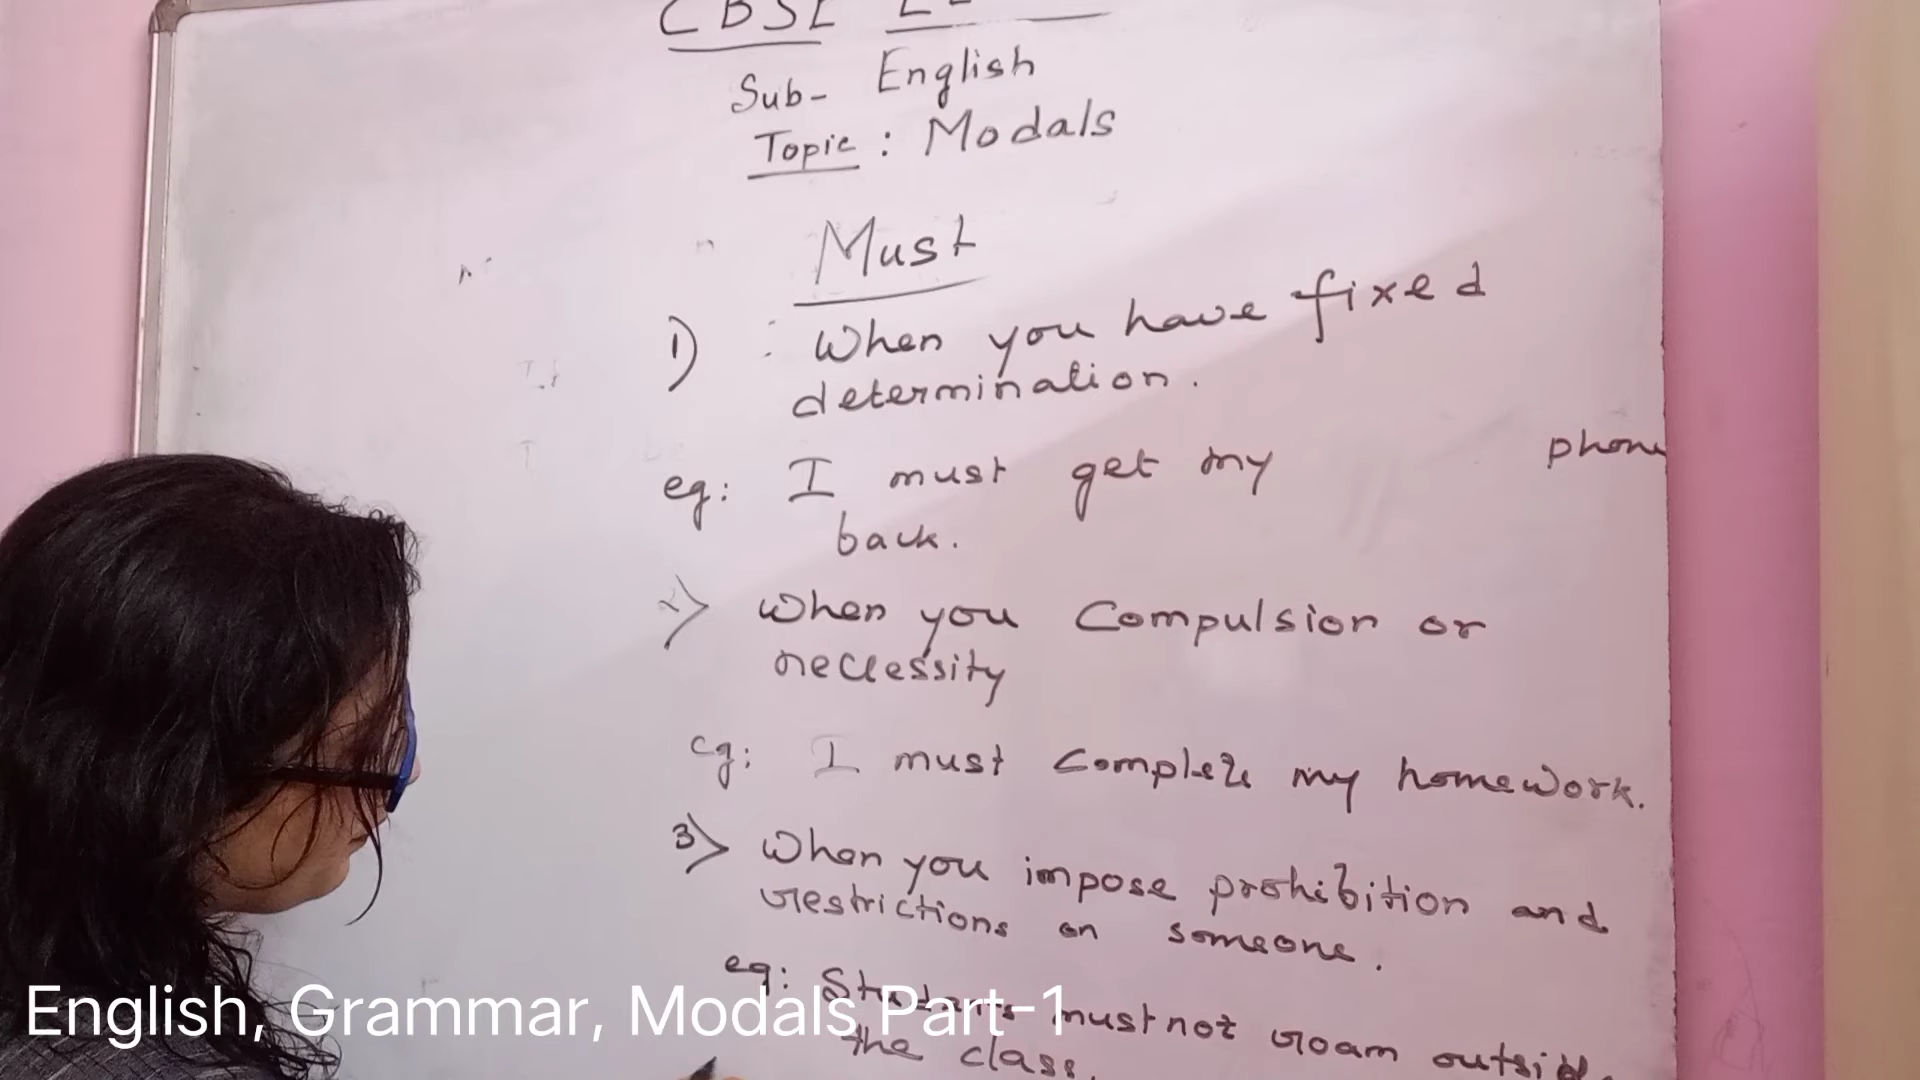 CBSE
Sub- English
Topic : Modals
Must
1) : When you have fixed
determination.
eg: I must get my phone
back.
2) When you Compulsion or
necessity
eg: I must Complete my homework.
3) When you impose prohibition and
restrictions on someone.
eg: Students must not roam outside
the class.
English, Grammar, Modals Part-1